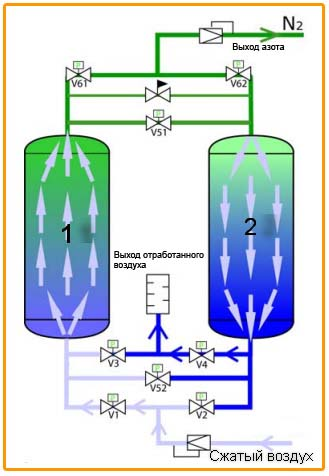 N2
Выход азота
V61
V62
V51
1
2
Выход отработанного
воздуха
V3
V4
V52
V1
V2
Сжатый воздух